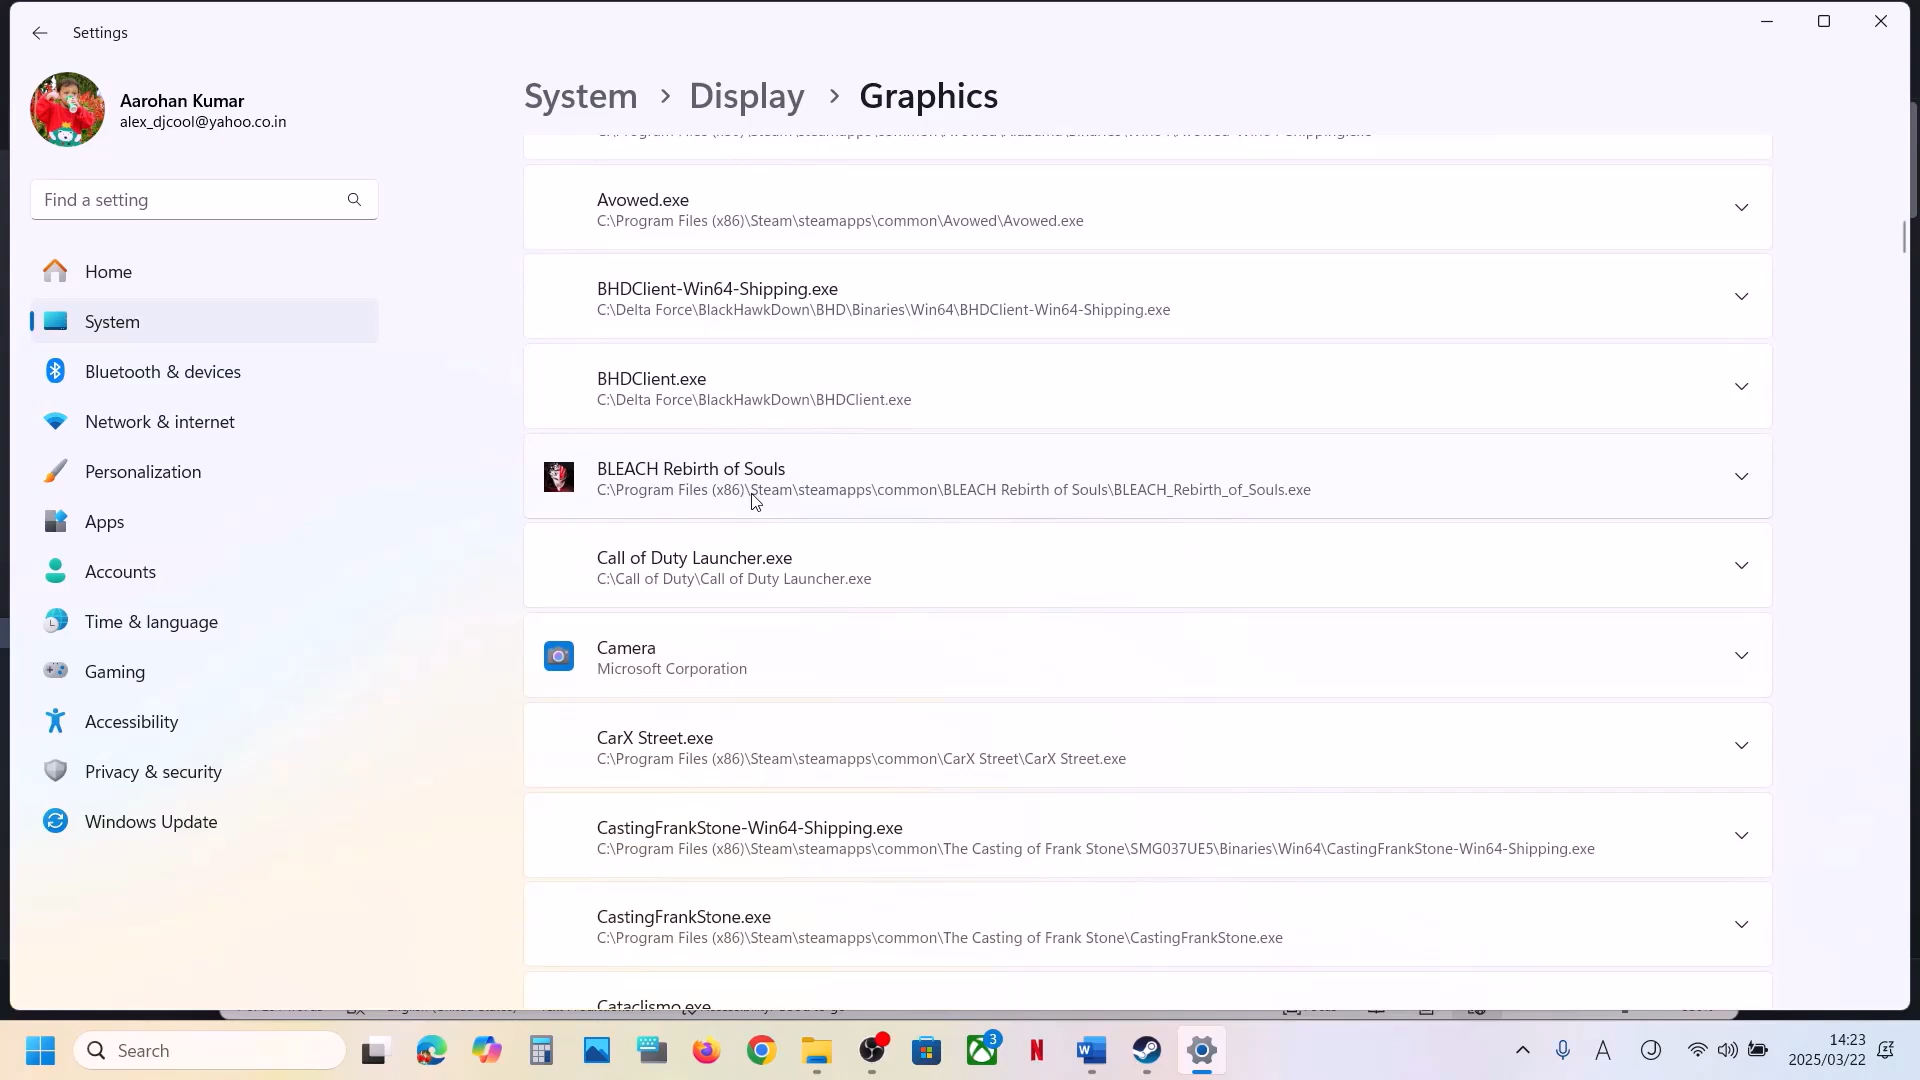 Settings
Aarohan Kumar
alex_djcool@yahoo.co.in
Find a setting
Home
System
Bluetooth & devices
Network & internet
Personalization
Apps
Accounts
Time & language
Gaming
Accessibility
Privacy & security
Windows Update
System > Display > Graphics
Avowed.exe
C:\Program Files (x86)\Steam\steamapps\common\Avowed\Avowed.exe
BHDClient-Win64-Shipping.exe
C:\Delta Force\BlackHawkDown\BHD\Binaries\Win64\BHDClient-Win64-Shipping.exe
BHDClient.exe
C:\Delta Force\BlackHawkDown\BHDClient.exe
BLEACH Rebirth of Souls
C:\Program Files (x86)\Steam\steamapps\common\BLEACH Rebirth of Souls\BLEACH_Rebirth_of_Souls.exe
Call of Duty Launcher.exe
C:\Call of Duty\Call of Duty Launcher.exe
Camera
Microsoft Corporation
CarX Street.exe
C:\Program Files (x86)\Steam\steamapps\common\CarX Street\CarX Street.exe
CastingFrankStone-Win64-Shipping.exe
C:\Program Files (x86)\Steam\steamapps\common\The Casting of Frank Stone\SMG037UE5\Binaries\Win64\CastingFrankStone-Win64-Shipping.exe
CastingFrankStone.exe
C:\Program Files (x86)\Steam\steamapps\common\The Casting of Frank Stone\CastingFrankStone.exe
Cataclismo.exe
Search
3
14:23
2025/03/22